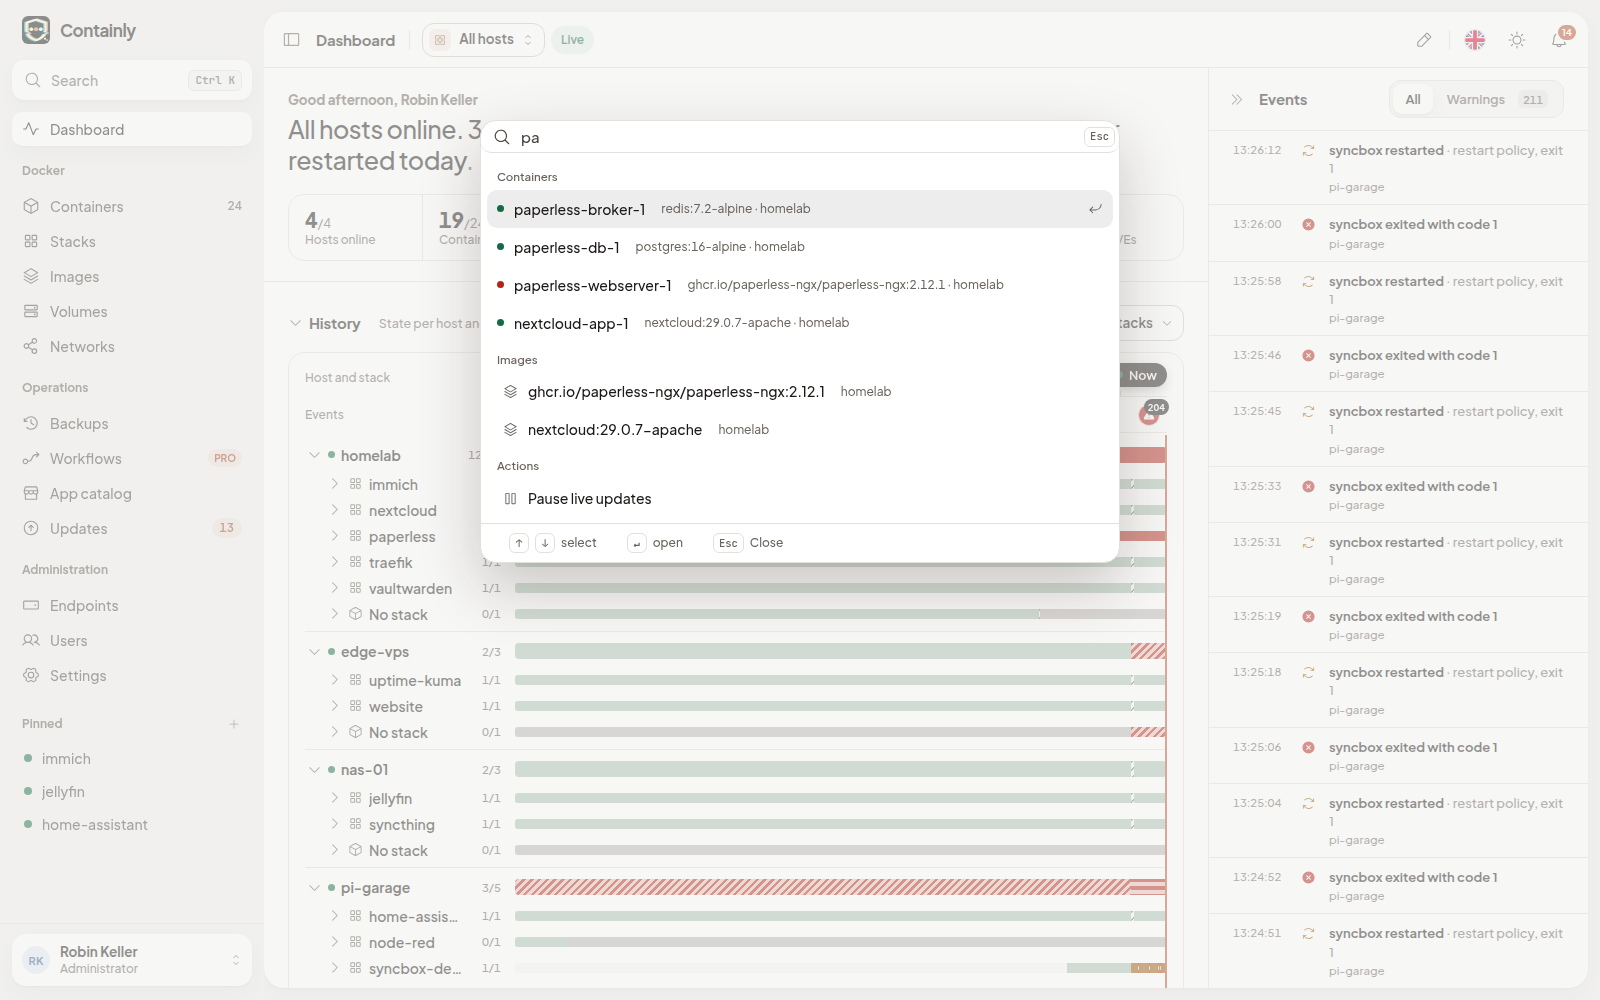 Containly
Search
Ctrl K
Dashboard
Docker
Containers 24
Stacks
Images
Volumes
Networks
Operations
Backups
Workflows PRO
App catalog
Updates 13
Administration
Endpoints
Users
Settings
Pinned
immich
jellyfin
home-assistant
RK
Robin Keller
Administrator
Dashboard
All hosts
Live
14
Good afternoon, Robin Keller
All hosts online. 3
restarted today.
4/4
Hosts online
19/2
Contain
/Es
History
State per host an
tacks
Host and stack
Now
Events
204
homelab 12
immich
nextcloud
paperless
traefik 1/1
vaultwarden 1/1
No stack 0/1
edge-vps 2/3
uptime-kuma 1/1
website 1/1
No stack 0/1
nas-01 2/3
jellyfin 1/1
syncthing 1/1
No stack 0/1
pi-garage 3/5
home-assis... 1/1
node-red 0/1
syncbox-de... 1/1
pa
Esc
Containers
paperless-broker-1 redis:7.2-alpine · homelab
paperless-db-1 postgres:16-alpine · homelab
paperless-webserver-1 ghcr.io/paperless-ngx/paperless-ngx:2.12.1 · homelab
nextcloud-app-1 nextcloud:29.0.7-apache · homelab
Images
ghcr.io/paperless-ngx/paperless-ngx:2.12.1 homelab
nextcloud:29.0.7-apache homelab
Actions
Pause live updates
↑ ↓ select ↵ open Esc Close
Events
All
Warnings 211
13:26:12 syncbox restarted · restart policy, exit
1
pi-garage
13:26:00 syncbox exited with code 1
pi-garage
13:25:58 syncbox restarted · restart policy, exit
1
pi-garage
13:25:46 syncbox exited with code 1
pi-garage
13:25:45 syncbox restarted · restart policy, exit
1
pi-garage
13:25:33 syncbox exited with code 1
pi-garage
13:25:31 syncbox restarted · restart policy, exit
1
pi-garage
13:25:19 syncbox exited with code 1
pi-garage
13:25:18 syncbox restarted · restart policy, exit
1
pi-garage
13:25:06 syncbox exited with code 1
pi-garage
13:25:04 syncbox restarted · restart policy, exit
1
pi-garage
13:24:52 syncbox exited with code 1
pi-garage
13:24:51 syncbox restarted · restart policy, exit
1
pi-garage